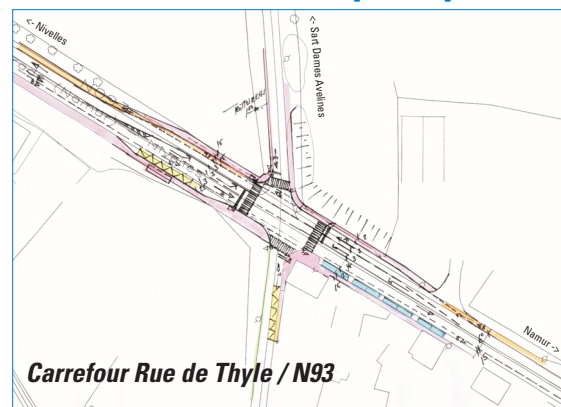 <- Nivelles
<- Sart Dames Avelines
Namur ->
Carrefour Rue de Thyle / N93